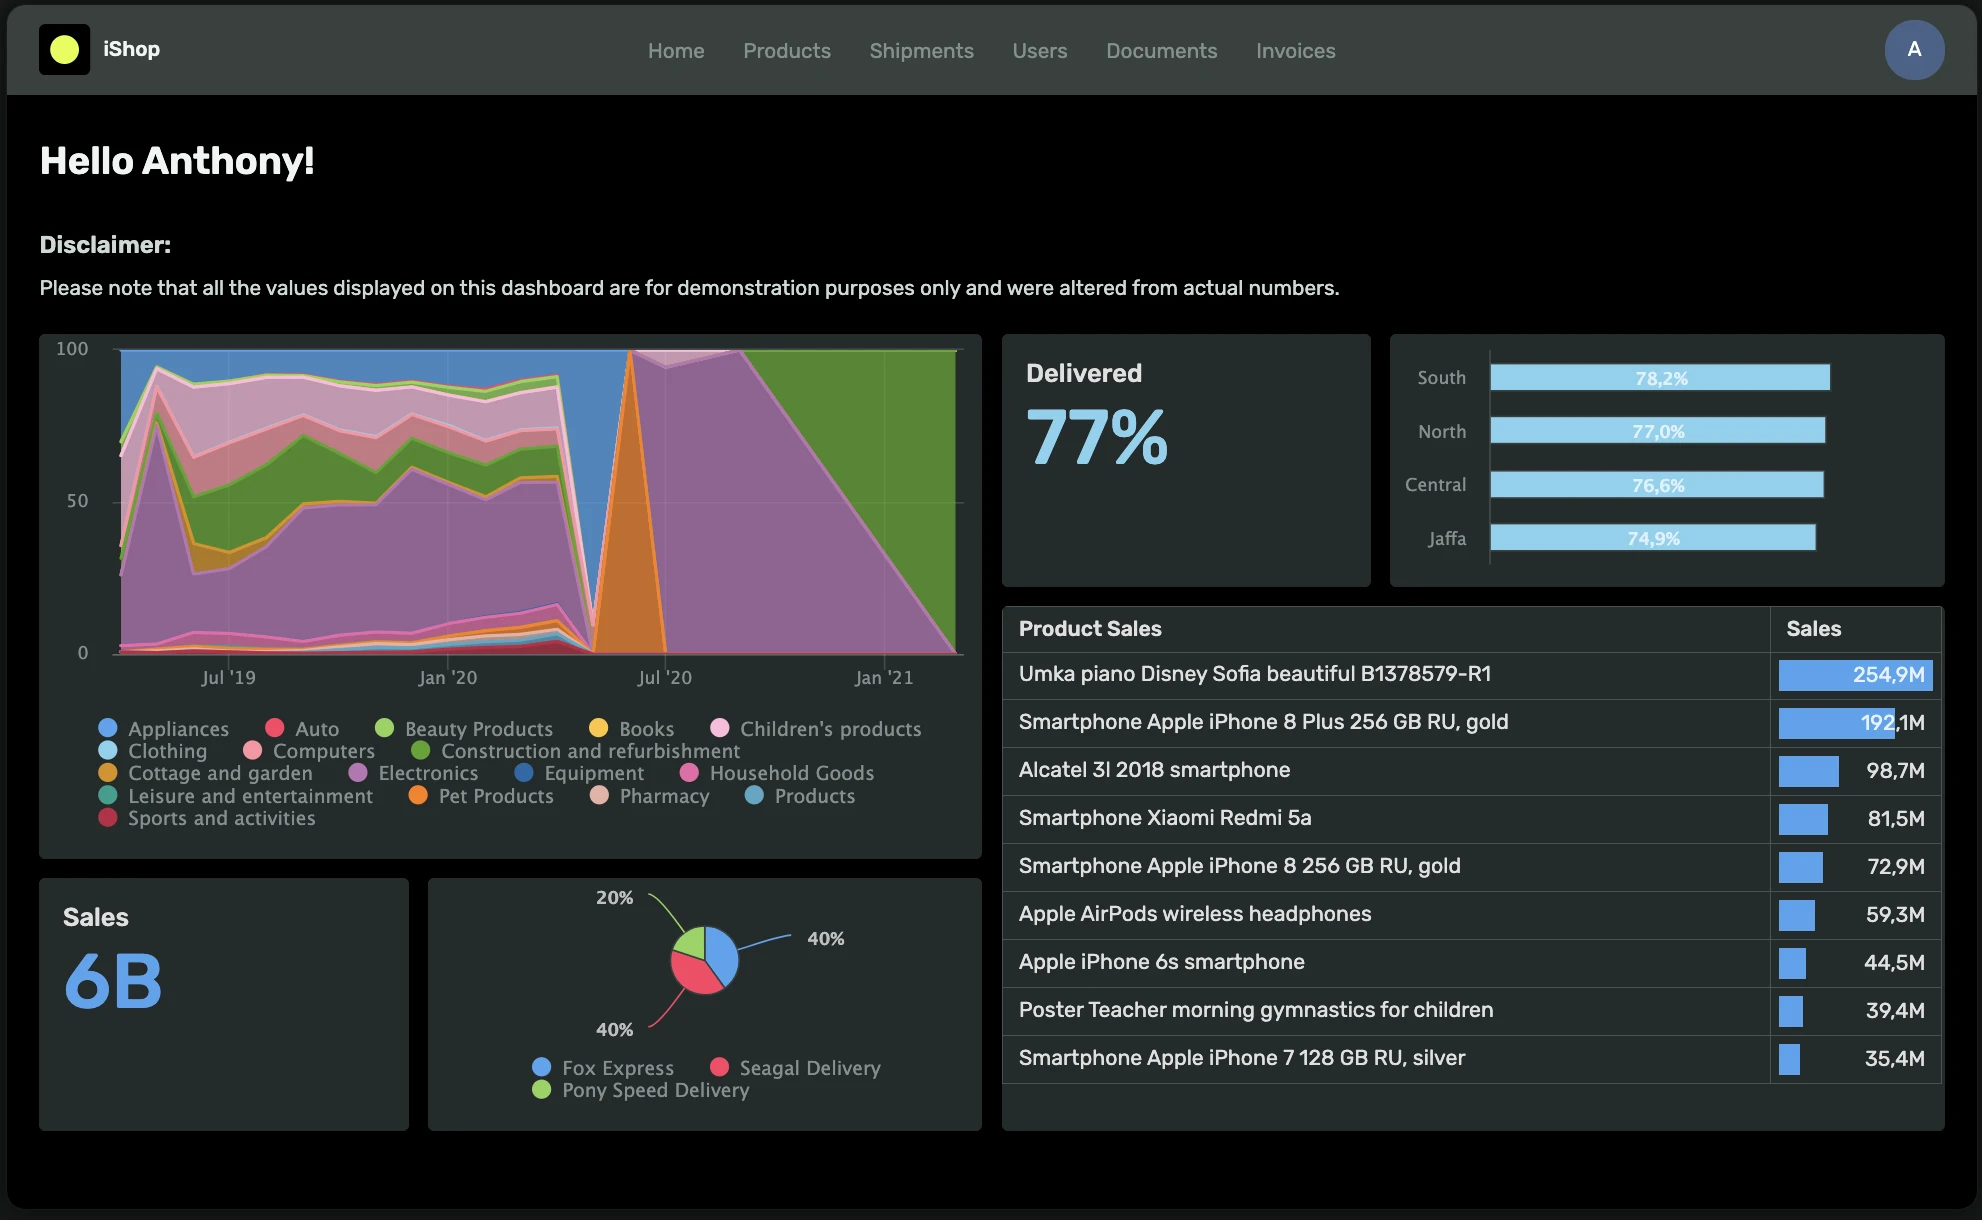 iShop
Home Products Shipments Users Documents Invoices
A
Hello Anthony!
Disclaimer:
Please note that all the values displayed on this dashboard are for demonstration purposes only and were altered from actual numbers.
100
50
0
Jul '19 Jan '20 Jul '20 Jan '21
Appliances Auto Beauty Products Books Children's products
Clothing Computers Construction and refurbishment
Cottage and garden Electronics Equipment Household Goods
Leisure and entertainment Pet Products Pharmacy Products
Sports and activities
Delivered
77%
South 78,2%
North 77,0%
Central 76,6%
Jaffa 74,9%
Product Sales Sales
Umka piano Disney Sofia beautiful B1378579-R1 254,9M
Smartphone Apple iPhone 8 Plus 256 GB RU, gold 192,1M
Alcatel 3l 2018 smartphone 98,7M
Smartphone Xiaomi Redmi 5a 81,5M
Smartphone Apple iPhone 8 256 GB RU, gold 72,9M
Apple AirPods wireless headphones 59,3M
Apple iPhone 6s smartphone 44,5M
Poster Teacher morning gymnastics for children 39,4M
Smartphone Apple iPhone 7 128 GB RU, silver 35,4M
Sales
6B
20%
40%
40%
Fox Express Seagal Delivery
Pony Speed Delivery